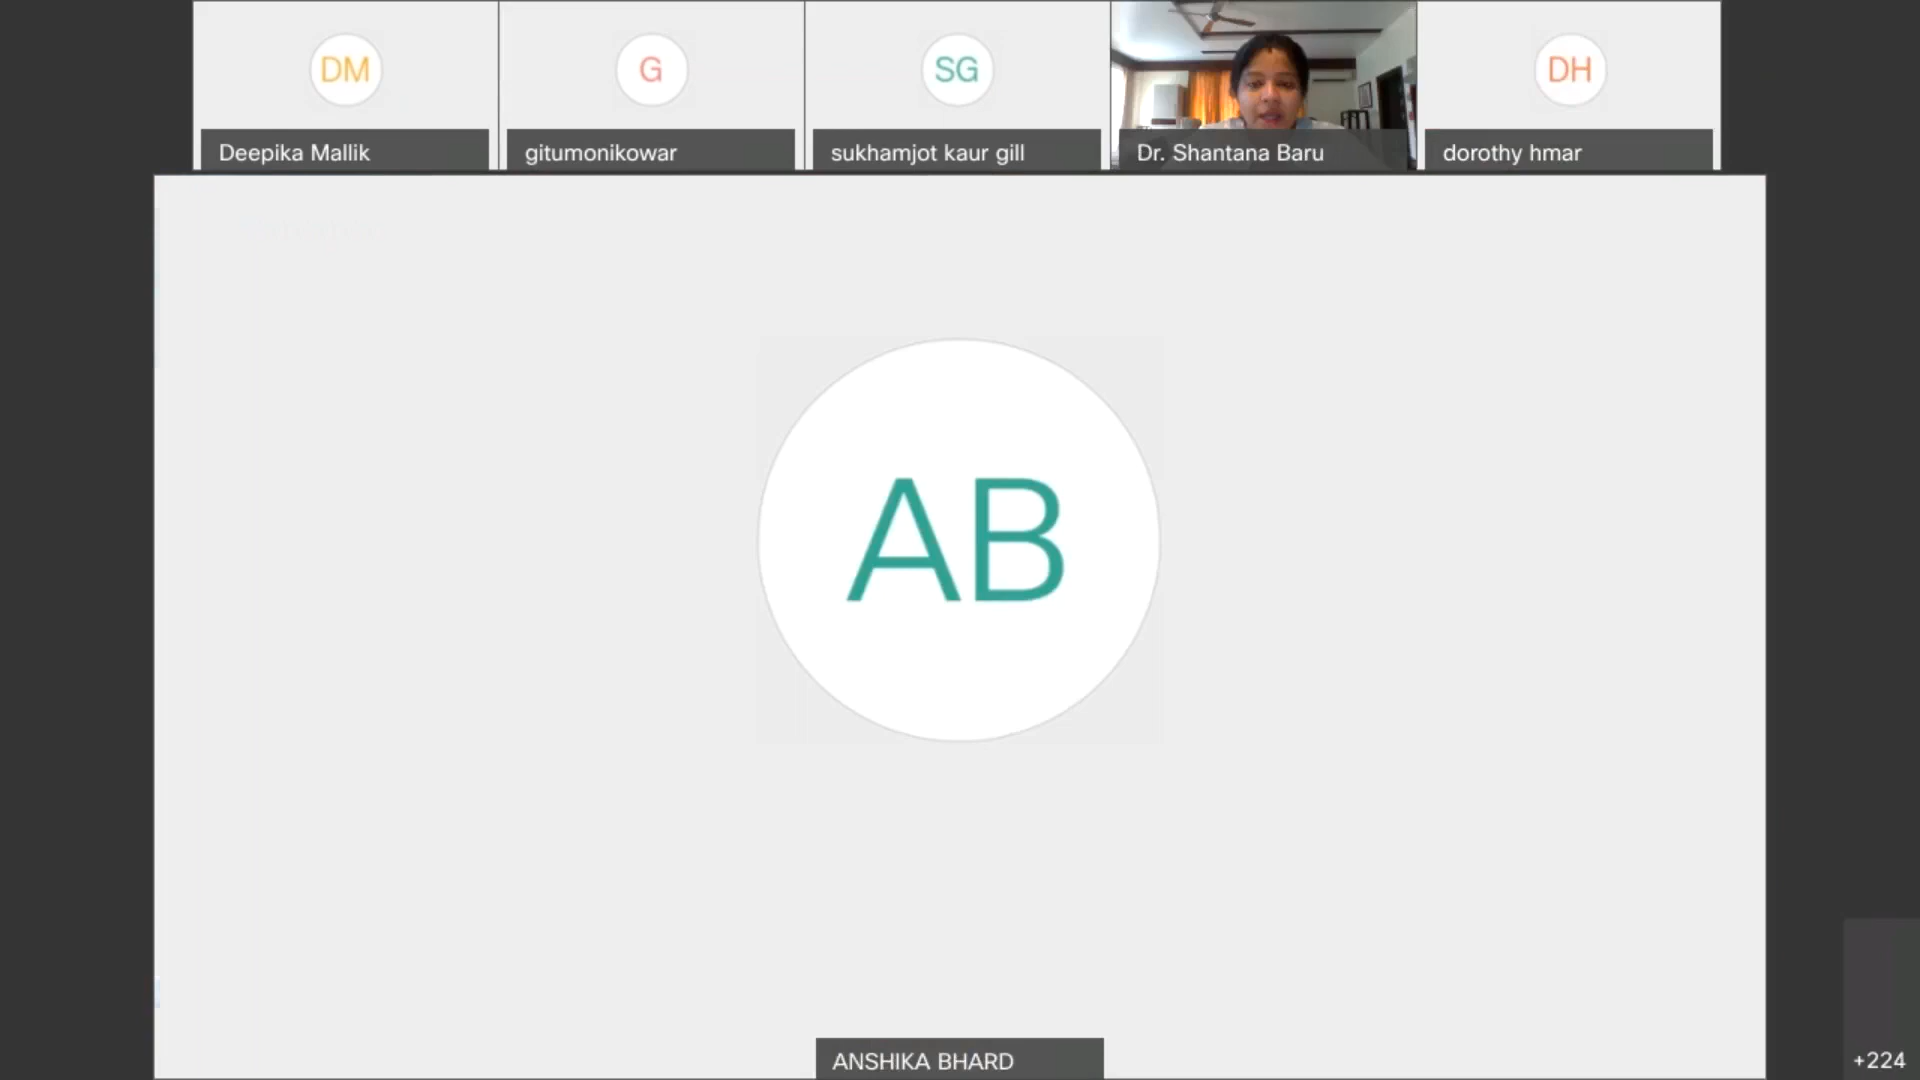 DM
G
SG
DH
Deepika Mallik
gitumonikowar
sukhamjot kaur gill
Dr. Shantana Baru
dorothy hmar
AB
ANSHIKA BHARD
+224